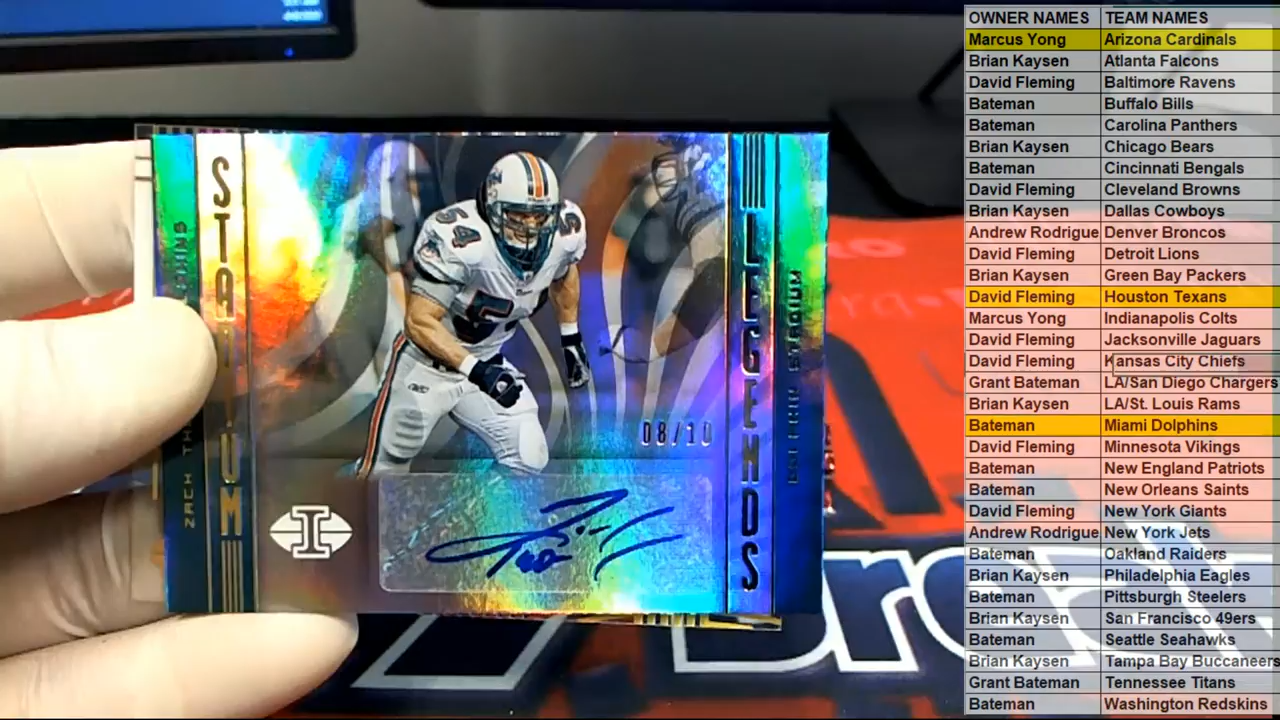 STADIUM
LEGENDS
54
08/10
I
OWNER NAMES TEAM NAMES
Marcus Yong Arizona Cardinals
Brian Kaysen Atlanta Falcons
David Fleming Baltimore Ravens
Bateman Buffalo Bills
Bateman Carolina Panthers
Brian Kaysen Chicago Bears
Bateman Cincinnati Bengals
David Fleming Cleveland Browns
Brian Kaysen Dallas Cowboys
Andrew Rodrigue Denver Broncos
David Fleming Detroit Lions
Brian Kaysen Green Bay Packers
David Fleming Houston Texans
Marcus Yong Indianapolis Colts
David Fleming Jacksonville Jaguars
David Fleming Kansas City Chiefs
Grant Bateman LA/San Diego Chargers
Brian Kaysen LA/St. Louis Rams
Bateman Miami Dolphins
David Fleming Minnesota Vikings
Bateman New England Patriots
Bateman New Orleans Saints
David Fleming New York Giants
Andrew Rodrigue New York Jets
Bateman Oakland Raiders
Brian Kaysen Philadelphia Eagles
Bateman Pittsburgh Steelers
Brian Kaysen San Francisco 49ers
Bateman Seattle Seahawks
Brian Kaysen Tampa Bay Buccaneers
Grant Bateman Tennessee Titans
Bateman Washington Redskins